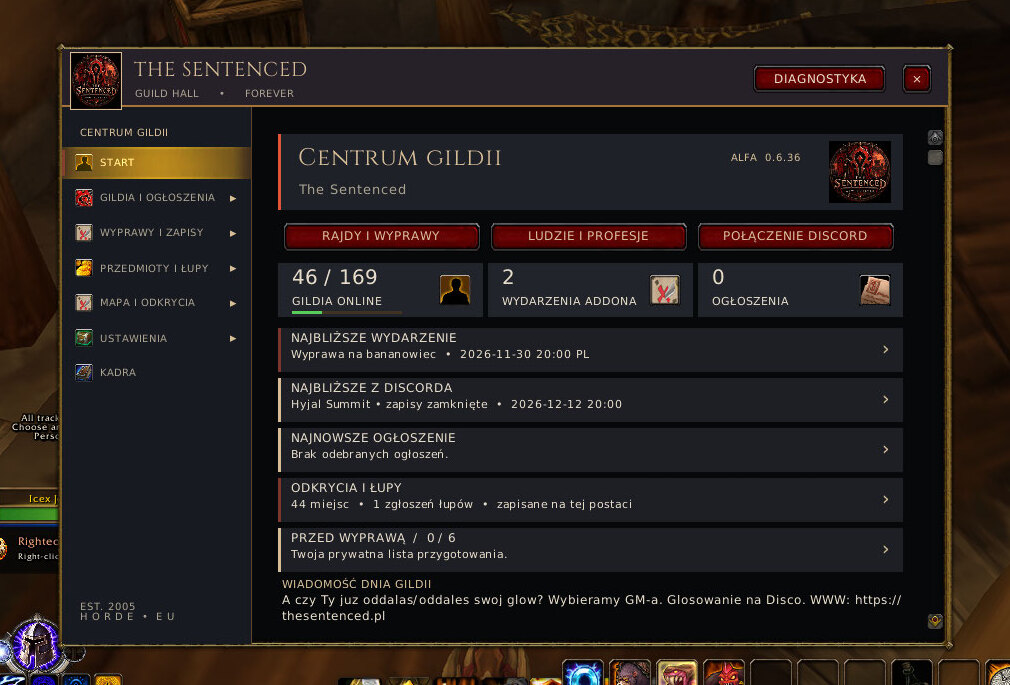 THE SENTENCED
GUILD HALL • FOREVER
DIAGNOSTYKA
×
CENTRUM GILDII
START
GILDIA I OGŁOSZENIA
WYPRAWY I ZAPISY
PRZEDMIOTY I ŁUPY
MAPA I ODKRYCIA
USTAWIENIA
KADRA
EST. 2005
HORDE • EU
CENTRUM GILDII
The Sentenced
ALFA 0.6.36
SENTENCED
RAJDY I WYPRAWY
LUDZIE I PROFESJE
POŁĄCZENIE DISCORD
46 / 169
GILDIA ONLINE
2
WYDARZENIA ADDONA
0
OGŁOSZENIA
NAJBLIŻSZE WYDARZENIE
Wyprawa na bananowiec • 2026-11-30 20:00 PL
NAJBLIŻSZE Z DISCORDA
Hyjal Summit • zapisy zamknięte • 2026-12-12 20:00
NAJNOWSZE OGŁOSZENIE
Brak odebranych ogłoszeń.
ODKRYCIA I ŁUPY
44 miejsc • 1 zgłoszeń łupów • zapisane na tej postaci
PRZED WYPRAWĄ / 0 / 6
Twoja prywatna lista przygotowania.
WIADOMOŚĆ DNIA GILDII
A czy Ty juz oddalas/oddales swoj glow? Wybieramy GM-a. Glosowanie na Disco. WWW: https://
thesentenced.pl
All track
Choose a
Perso
Icex
Rightec
Right-clic